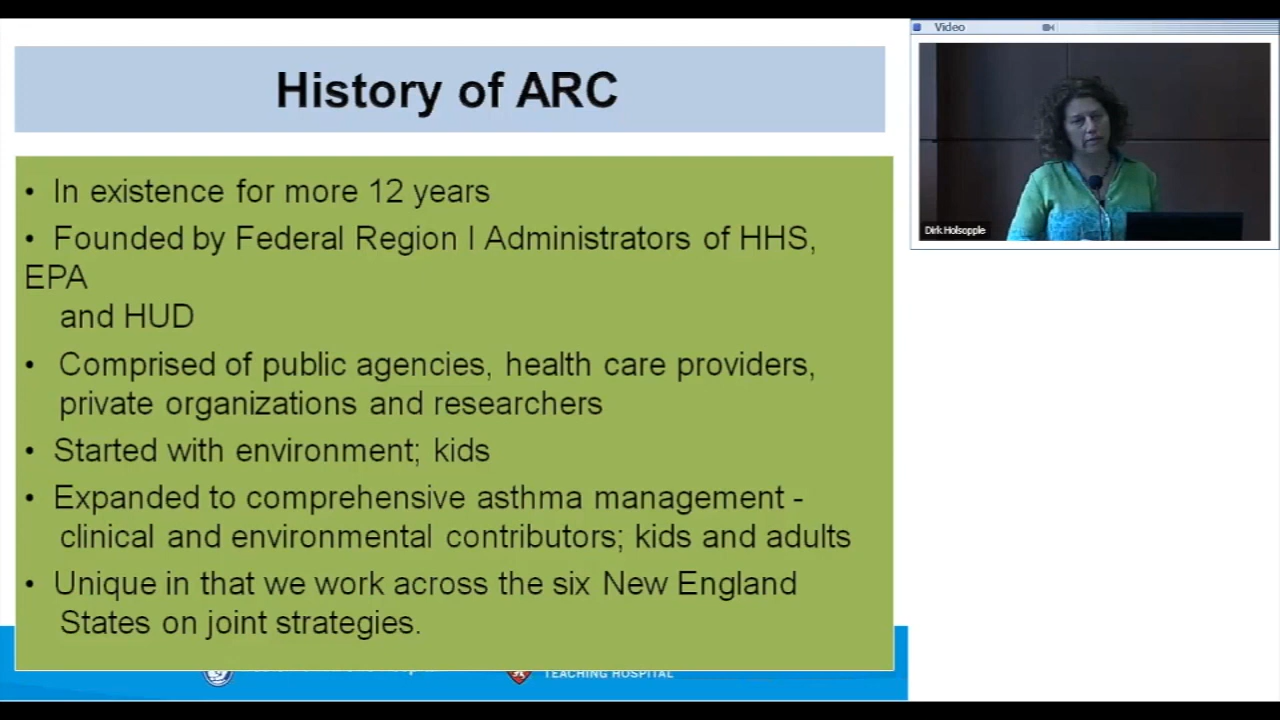 History of ARC
• In existence for more 12 years
• Founded by Federal Region I Administrators of HHS,
EPA
and HUD
• Comprised of public agencies, health care providers,
private organizations and researchers
• Started with environment; kids
• Expanded to comprehensive asthma management -
clinical and environmental contributors; kids and adults
• Unique in that we work across the six New England
States on joint strategies.
TEACHING HOSPITAL
Video
Dirk Holsopple